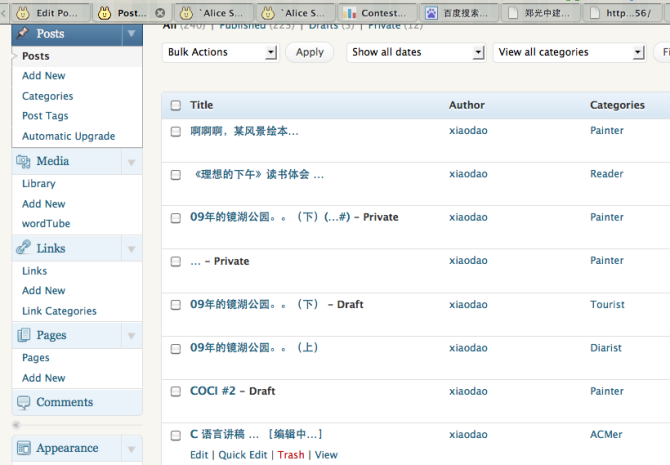 Edit Po...
Post...
`Alice S...
`Alice S...
Contest...
百度搜索...
郑光中建...
http...56/
All (240) | Published (225) | Drafts (3) | Private (12)
Bulk Actions
Apply
Show all dates
View all categories
Fi
Posts
Posts
Add New
Categories
Post Tags
Automatic Upgrade
Media
Library
Add New
wordTube
Links
Links
Add New
Link Categories
Pages
Pages
Add New
Comments
Appearance
Title Author Categories
啊啊啊，某风景绘本... xiaodao Painter
《理想的下午》读书体会 ... xiaodao Reader
09年的镜湖公园。。（下）(...#) – Private xiaodao Painter
... – Private xiaodao Painter
09年的镜湖公园。。（下） – Draft xiaodao Tourist
09年的镜湖公园。。（上） xiaodao Diarist
COCI #2 – Draft xiaodao Painter
C 语言讲稿 ... ［编辑中...］ xiaodao ACMer
Edit | Quick Edit | Trash | View